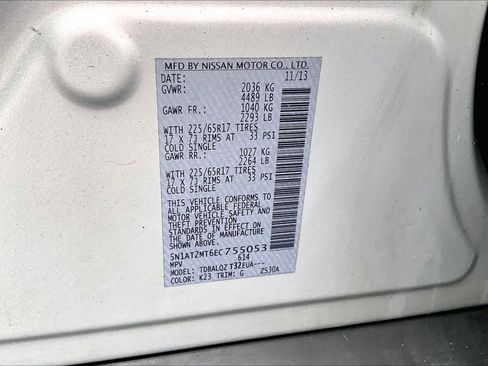 MFD BY NISSAN MOTOR CO., LTD.
DATE: 11/13
GVWR: 2036 KG
4489 LB
GAWR FR.: 1040 KG
2293 LB
WITH 225/65R17 TIRES
17 X 7J RIMS AT 33 PSI
COLD SINGLE
GAWR RR.: 1027 KG
2264 LB
WITH 225/65R17 TIRES
17 X 7J RIMS AT 33 PSI
COLD SINGLE
THIS VEHICLE CONFORMS TO
ALL APPLICABLE FEDERAL
MOTOR VEHICLE SAFETY AND
THEFT PREVENTION
STANDARDS IN EFFECT ON
THE DATE OF MANUFACTURE
SHOWN ABOVE.
5N1AT2MT6EC755053
614
MPV
MODEL: TDBALQZ T32EUA---
COLOR: K23 TRIM: G ZS30A